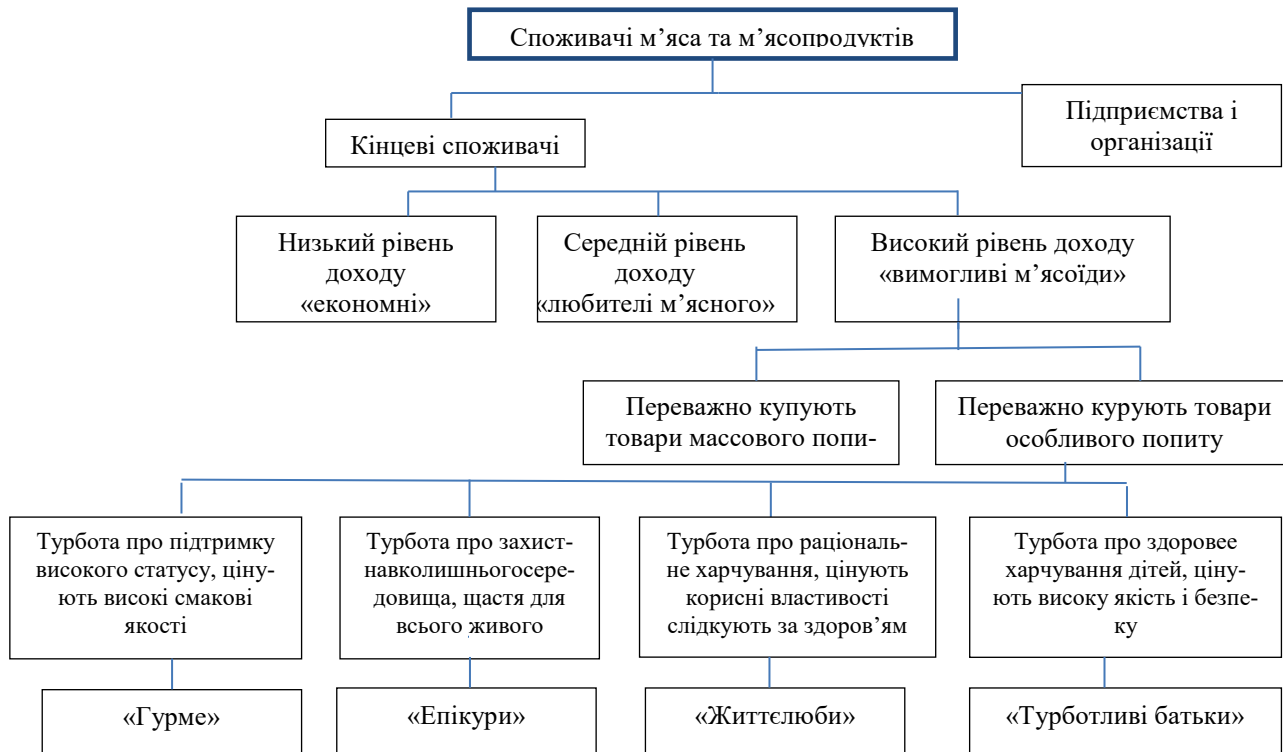 Споживачі м’яса та м’ясопродуктів
Підприємства і
організації
Кінцеві споживачі
Низький рівень
доходу
«економні»
Середній рівень
доходу
«любителі м’ясного»
Високий рівень доходу
«вимогливі м’ясоїди»
Переважно купують
товари массового попи-
Переважно курують товари
особливого попиту
Турбота про підтримку
високого статусу, ціну-
ють високі смакові
якості
Турбота про захист-
навколишньогосере-
довища, щастя для
всього живого
Турбота про раціональ-
не харчування, цінують
корисні властивості
слідкують за здоров’ям
Турбота про здоровее
харчування дітей, ціну-
ють високу якість і безпе-
ку
«Гурме»
«Епікури»
«Життєлюби»
«Турботливі батьки»